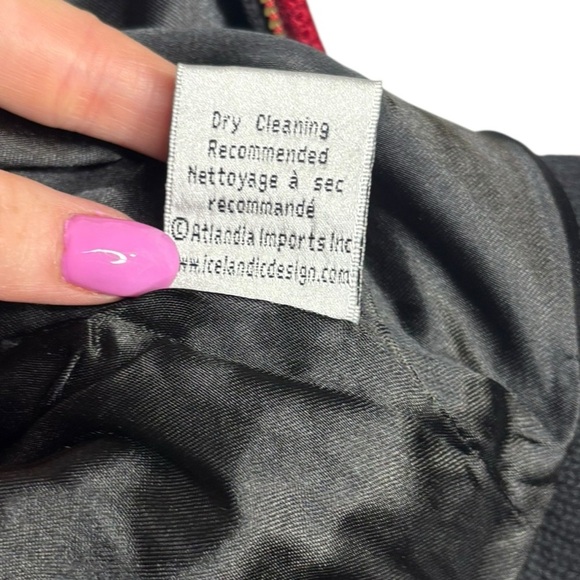 Dry Cleaning
Recommended
Nettoyage à sec
recommandé
©Atlandia Imports Inc
www.icelandicdesign.com